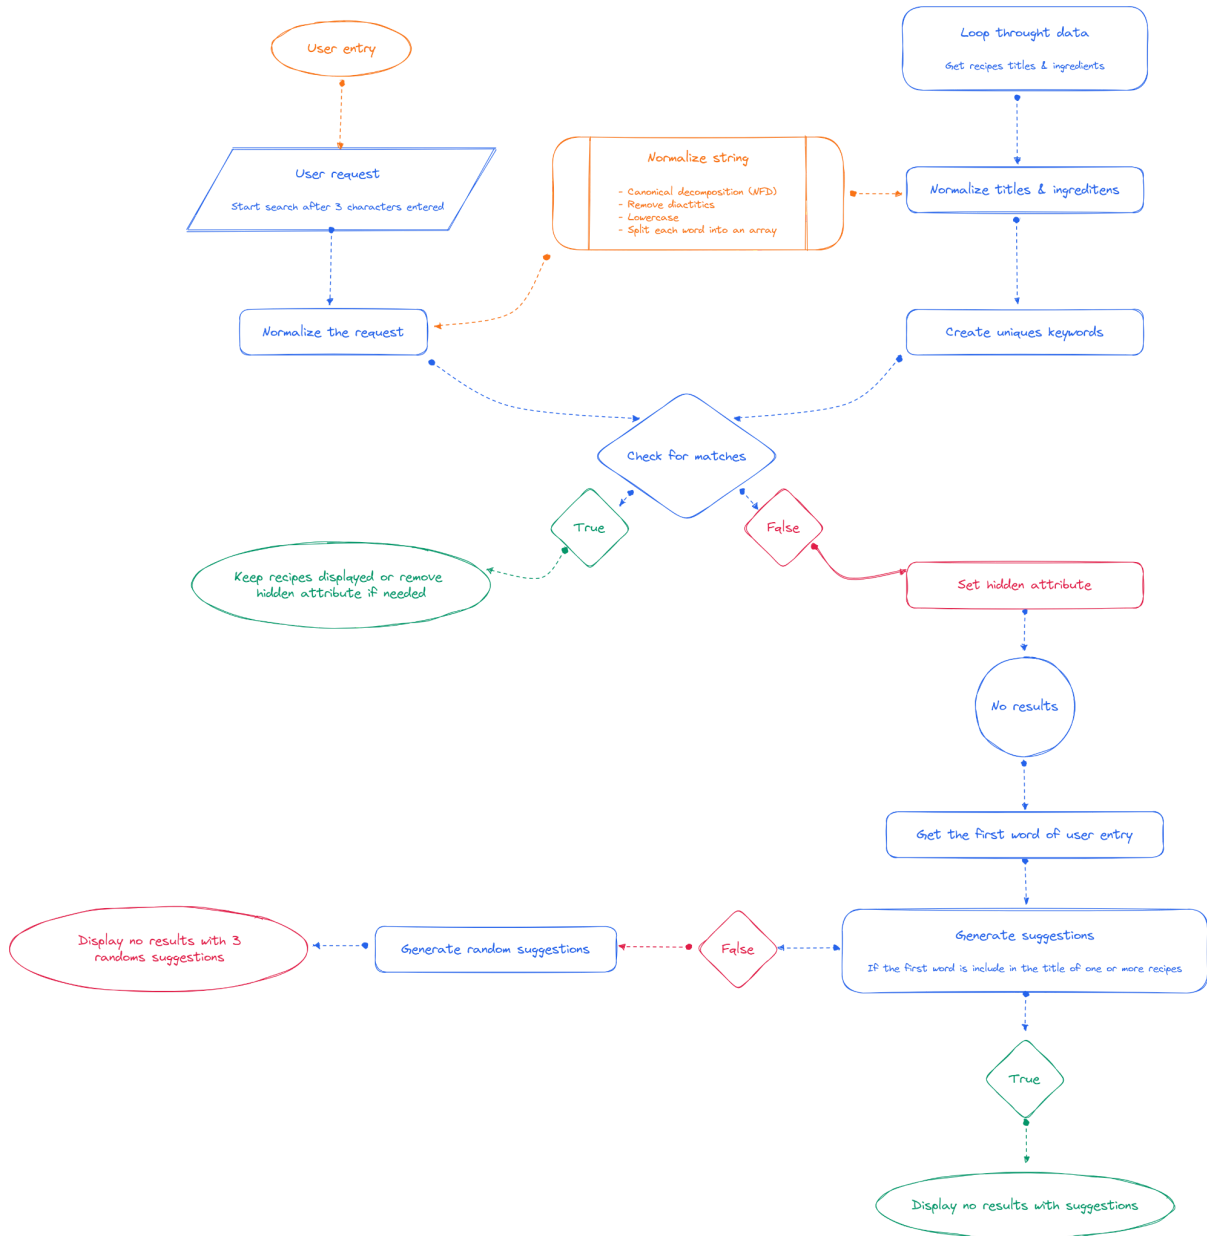 User entry
Loop throught data
Get recipes titles & ingredients
User request
Start search after 3 characters entered
Normalize string
- Canonical decomposition (NFD)
- Remove diactitics
- Lowercase
- Split each word into an array
Normalize titles & ingreditens
Normalize the request
Create uniques keywords
Check for matches
True
False
Keep recipes displayed or remove
hidden attribute if needed
Set hidden attribute
No results
Get the first word of user entry
Generate suggestions
If the first word is include in the title of one or more recipes
False
Generate random suggestions
Display no results with 3
randoms suggestions
True
Display no results with suggestions